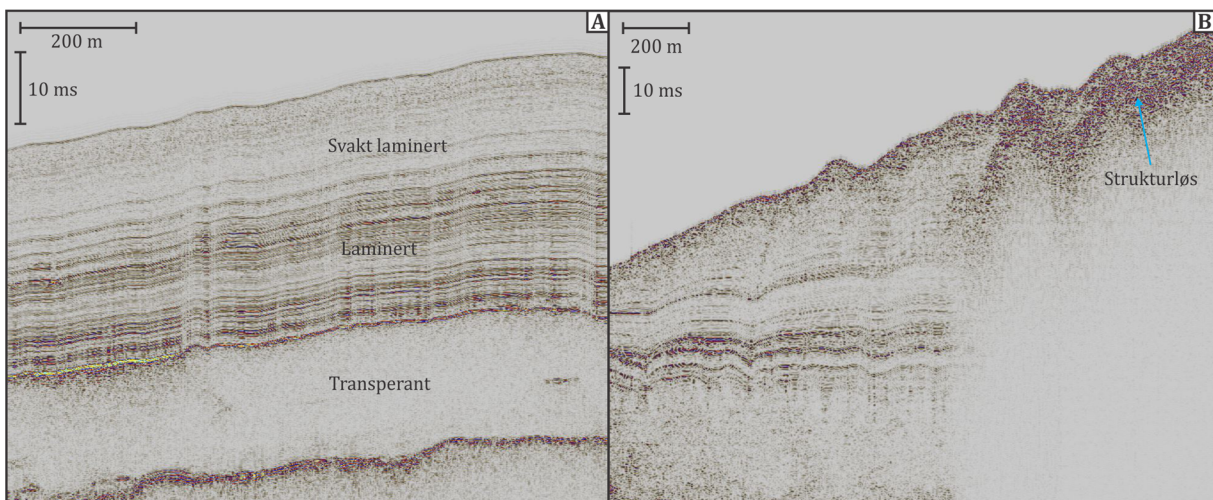 200 m
10 ms
A
Svakt laminert
Laminert
Transperant
200 m
10 ms
B
Strukturløs